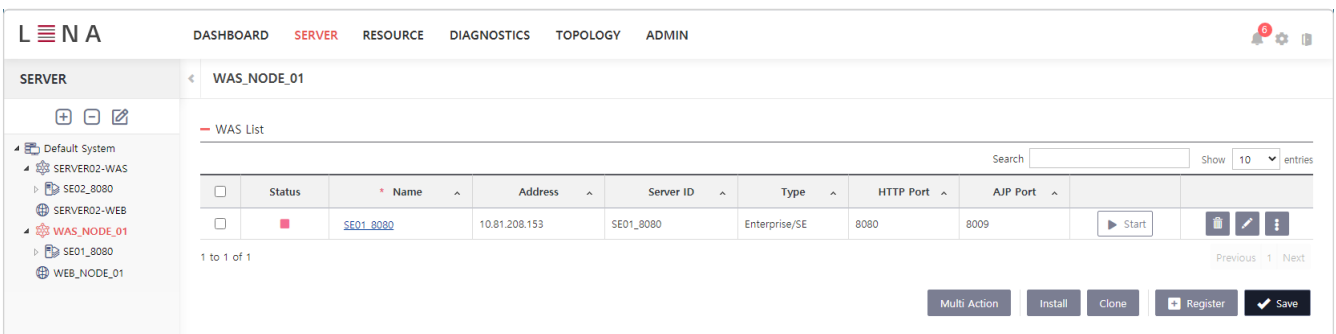 LENA
DASHBOARD SERVER RESOURCE DIAGNOSTICS TOPOLOGY ADMIN
6
SERVER
WAS_NODE_01
Default System
SERVER02-WAS
SE02_8080
SERVER02-WEB
WAS_NODE_01
SE01_8080
WEB_NODE_01
WAS List
Search Show 10 entries
Status * Name Address Server ID Type HTTP Port AJP Port
SE01_8080 10.81.208.153 SE01_8080 Enterprise/SE 8080 8009 Start
1 to 1 of 1
Previous 1 Next
Multi Action Install Clone Register Save